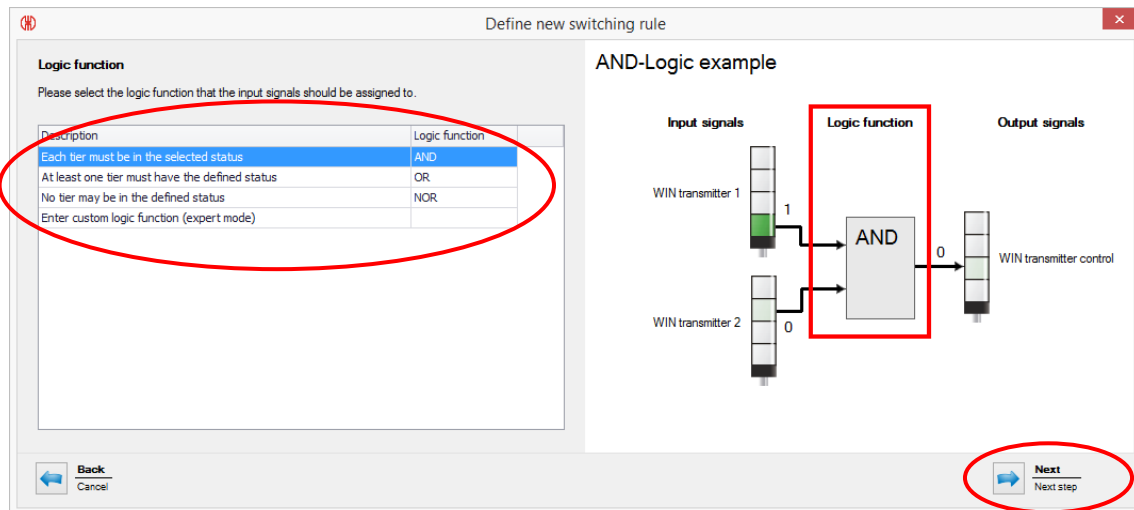 Define new switching rule
Logic function
Please select the logic function that the input signals should be assigned to.
Description Logic function
Each tier must be in the selected status AND
At least one tier must have the defined status OR
No tier may be in the defined status NOR
Enter custom logic function (expert mode)
AND-Logic example
Input signals Logic function Output signals
WIN transmitter 1
1
AND
0
WIN transmitter control
WIN transmitter 2
0
Back
Cancel
Next
Next step